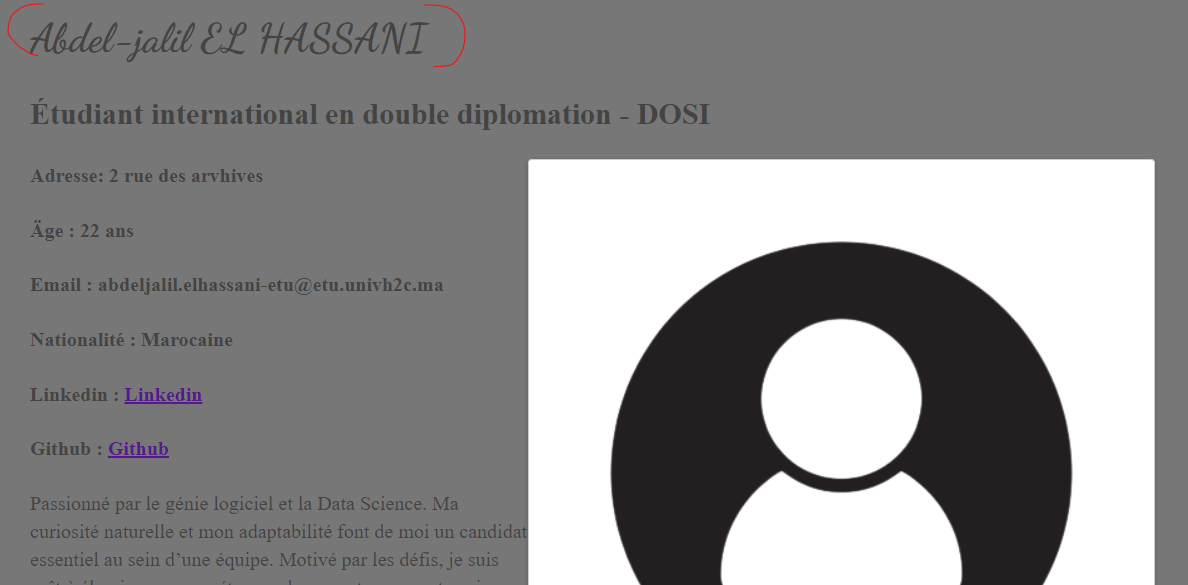 Abdel-jalil EL HASSANI
Étudiant international en double diplomation - DOSI
Adresse: 2 rue des arvhives
Äge : 22 ans
Email : abdeljalil.elhassani-etu@etu.univh2c.ma
Nationalité : Marocaine
Linkedin : Linkedin
Github : Github
Passionné par le génie logiciel et la Data Science. Ma
curiosité naturelle et mon adaptabilité font de moi un candidat
essentiel au sein d’une équipe. Motivé par les défis, je suis